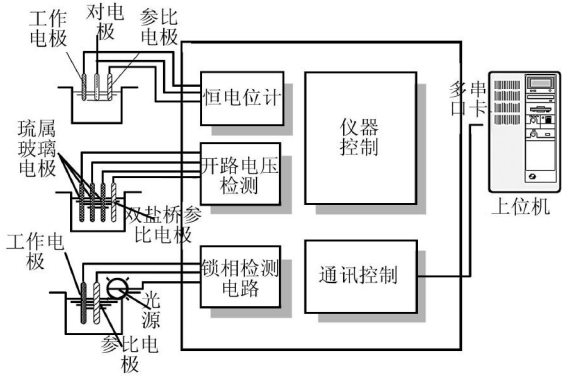 工作
电极
对电
极
参比
电极
恒电位计
仪器
控制
多串
口卡
上位机
琉属
玻璃
电极
开路电压
检测
双盐桥参
比电极
工作电
极
锁相检测
电路
通讯控制
光
源
参比电
极